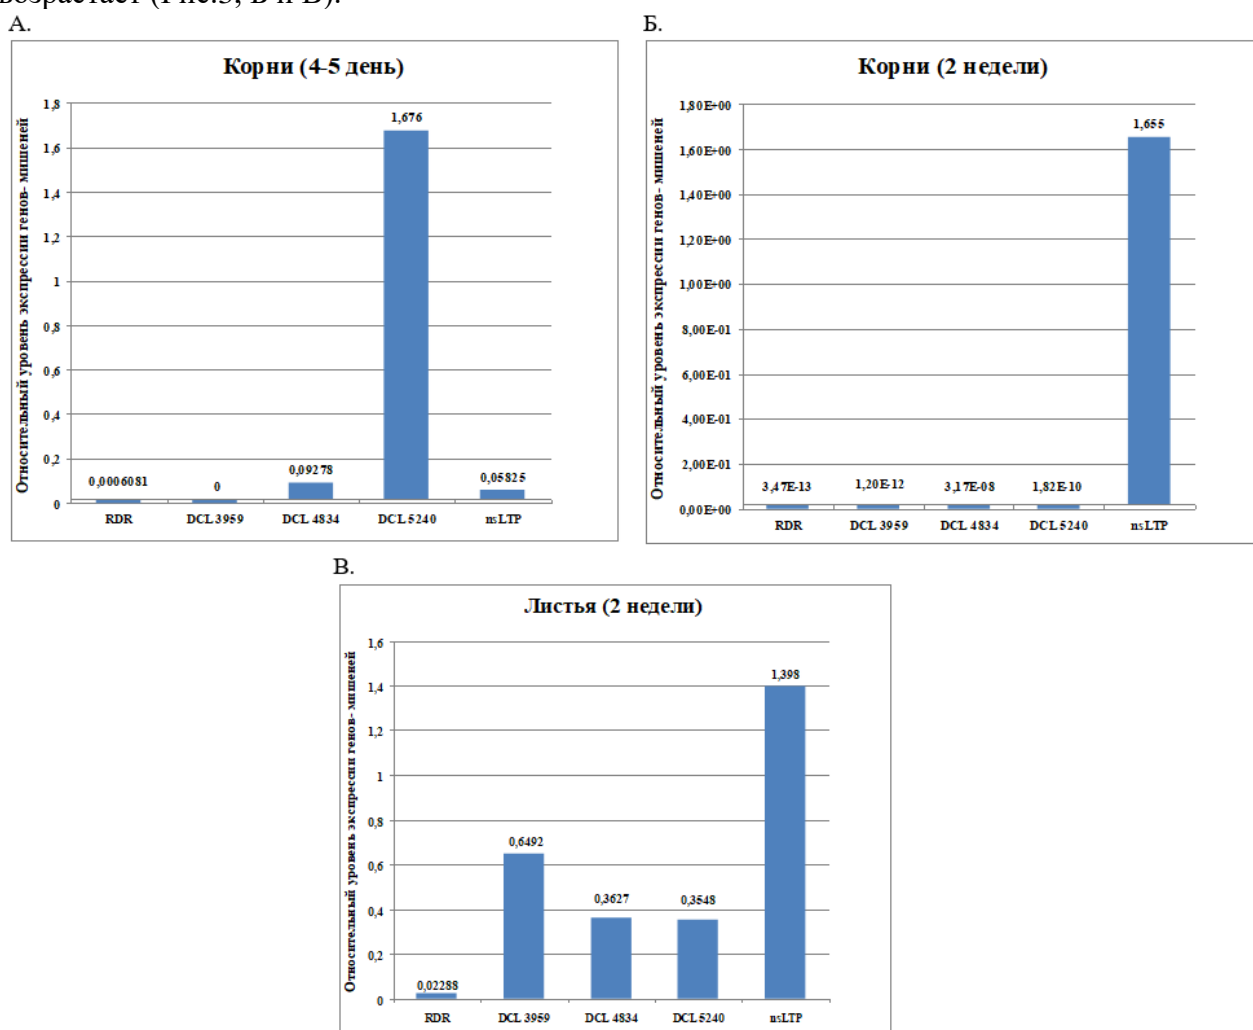 возрастает (Рис.3, Б и В).
А.
Корни (4-5 день)
Относительный уровень экспрессии генов- мишеней
1,8
1,6
1,4
1,2
1
0,8
0,6
0,4
0,2
0
0,0006081
0
0,09278
1,676
0,05825
RDR DCL 3959 DCL 4834 DCL 5240 nsLTP
Б.
Корни (2 недели)
Относительный уровень экспрессии генов- мишеней
1,80E+00
1,60E+00
1,40E+00
1,20E+00
1,00E+00
8,00E-01
6,00E-01
4,00E-01
2,00E-01
0,00E+00
3,47E-13
1,20E-12
3,17E-08
1,82E-10
1,655
RDR DCL 3959 DCL 4834 DCL 5240 nsLTP
В.
Листья (2 недели)
Относительный уровень экспрессии генов- мишеней
1,6
1,4
1,2
1
0,8
0,6
0,4
0,2
0
0,02288
0,6492
0,3627
0,3548
1,398
RDR DCL 3959 DCL 4834 DCL 5240 nsLTP